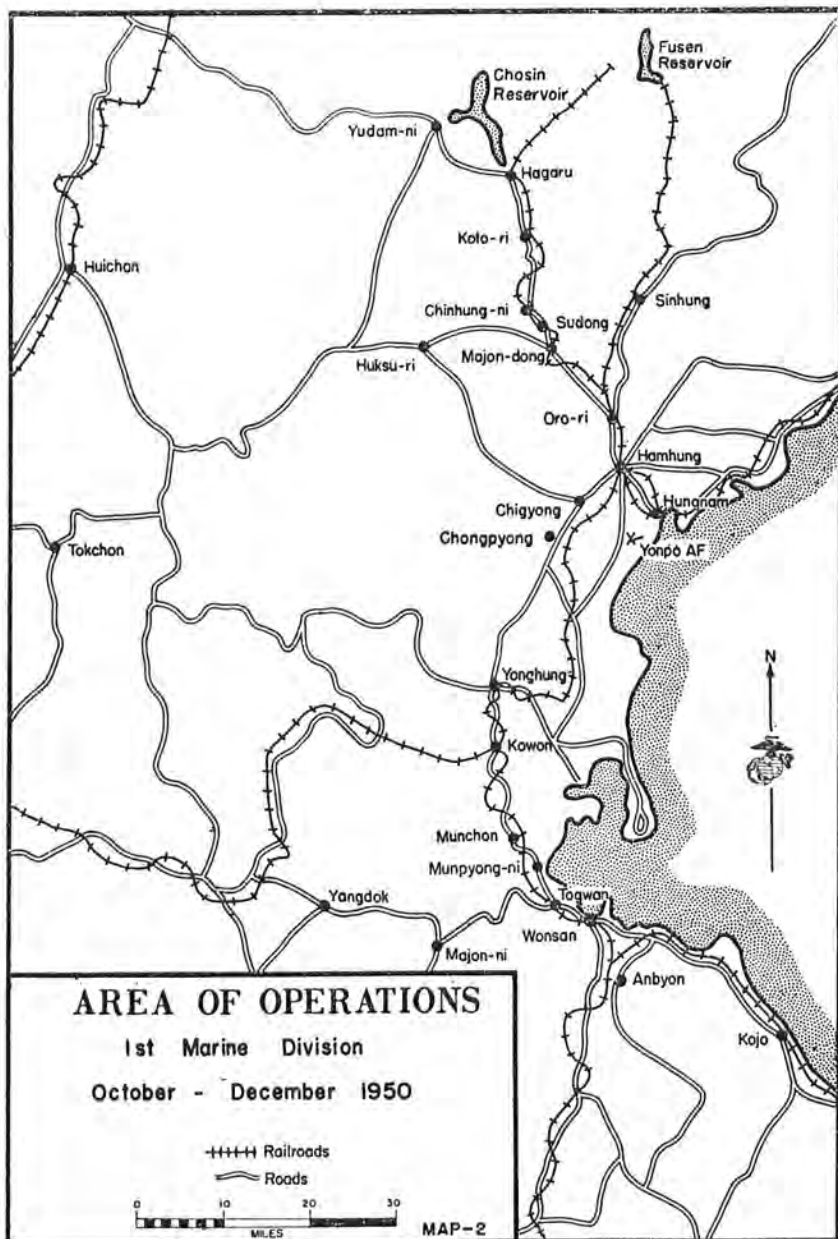 Fusen
Reservoir
Chosin
Reservoir
Yudam-ni
Hagaru
Koto-ri
Huichon
Chinhung-ni
Sudong
Sinhung
Huksu-ri
Majon-dong
Oro-ri
Hamhung
Chigyong
Hungnam
Chongpyong
Yonpo AF
Tokchon
N
Yonghung
Kowon
Munchon
Munpyong-ni
Yangdok
Togwan
Wonsan
Majon-ni
Anbyon
Kojo
AREA OF OPERATIONS
1st Marine Division
October - December 1950
Railroads
Roads
0 10 20 30
MILES
MAP-2